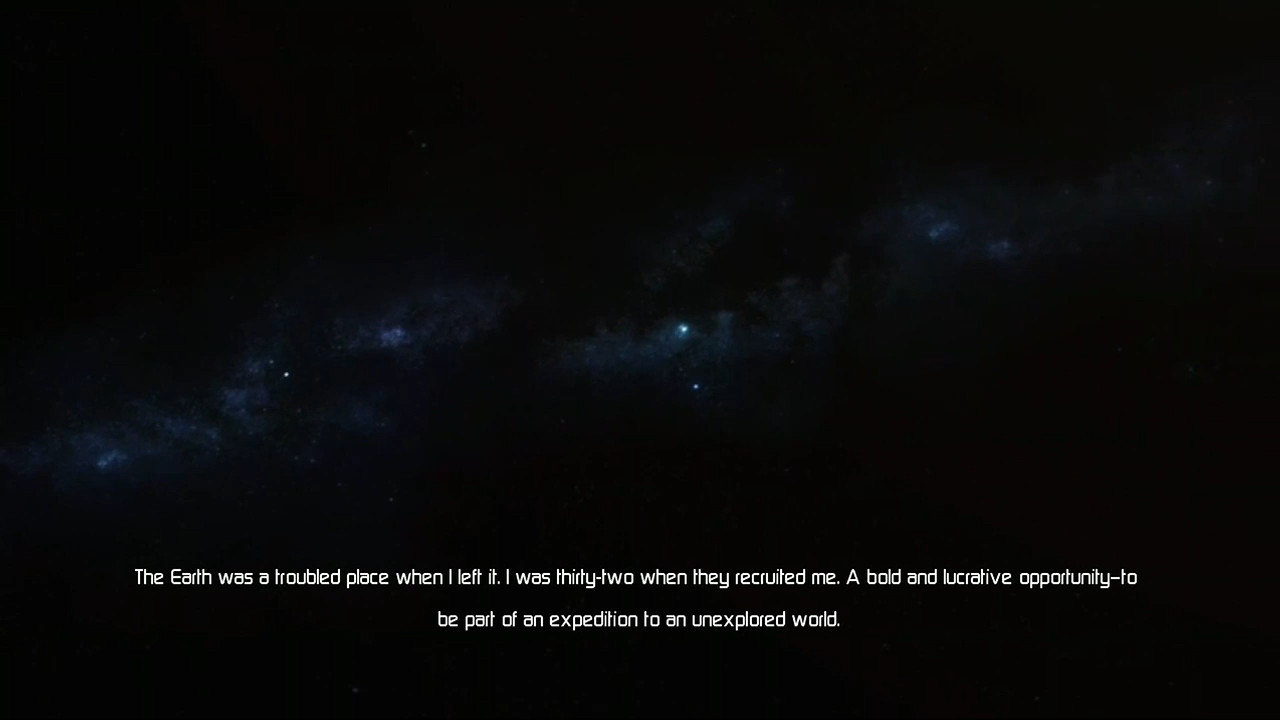 The Earth was a troubled place when I left it. I was thirty-two when they recruited me. A bold and lucrative opportunity–to
be part of an expedition to an unexplored world.